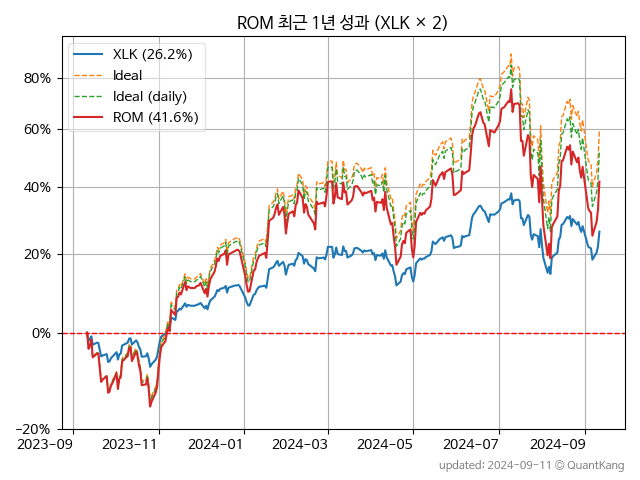 ROM 최근 1년 성과 (XLK × 2)
XLK (26.2%)
Ideal
Ideal (daily)
ROM (41.6%)
80%
60%
40%
20%
0%
−20%
2023-09
2023-11
2024-01
2024-03
2024-05
2024-07
2024-09
updated: 2024-09-11 © QuantKang